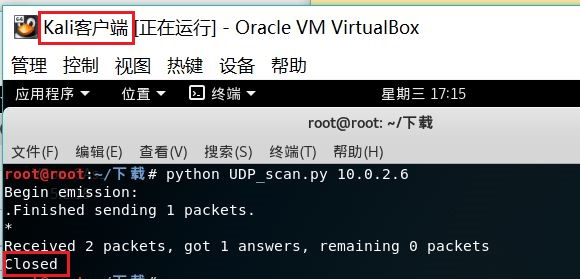 Kali客户端 [正在运行] - Oracle VM VirtualBox
管理 控制 视图 热键 设备 帮助
应用程序 位置 终端 星期三 17:15
root@root: ~/下载
文件(F) 编辑(E) 查看(V) 搜索(S) 终端(T) 帮助(H)
root@root:~/下载# python UDP_scan.py 10.0.2.6
Begin emission:
.Finished sending 1 packets.
*
Received 2 packets, got 1 answers, remaining 0 packets
Closed